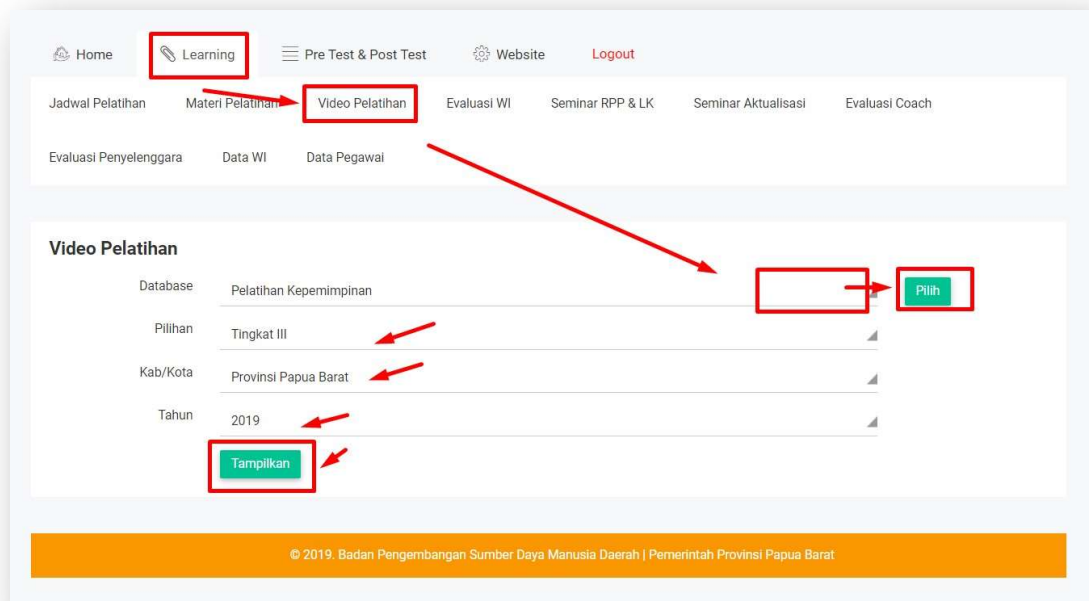 Home Learning Pre Test & Post Test Website Logout
Jadwal Pelatihan Materi Pelatihan Video Pelatihan Evaluasi WI Seminar RPP & LK Seminar Aktualisasi Evaluasi Coach
Evaluasi Penyelenggara Data WI Data Pegawai
Video Pelatihan
Database Pelatihan Kepemimpinan Pilih
Pilihan Tingkat III
Kab/Kota Provinsi Papua Barat
Tahun 2019
Tampilkan
© 2019. Badan Pengembangan Sumber Daya Manusia Daerah | Pemerintah Provinsi Papua Barat